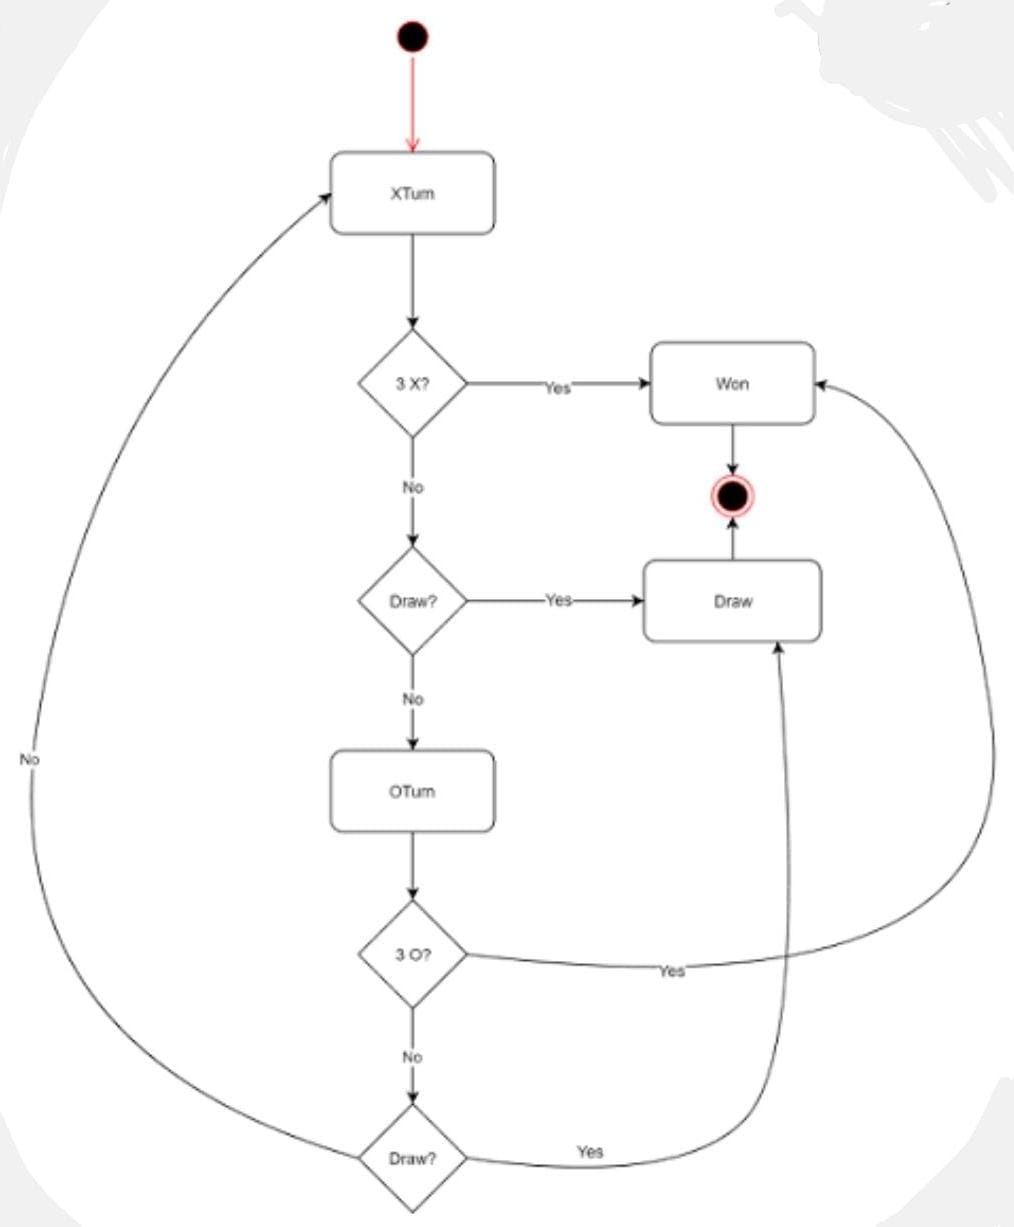 XTurn
3 X?
Yes
Won
No
Draw?
Yes
Draw
No
No
OTurn
3 O?
Yes
No
Draw?
Yes